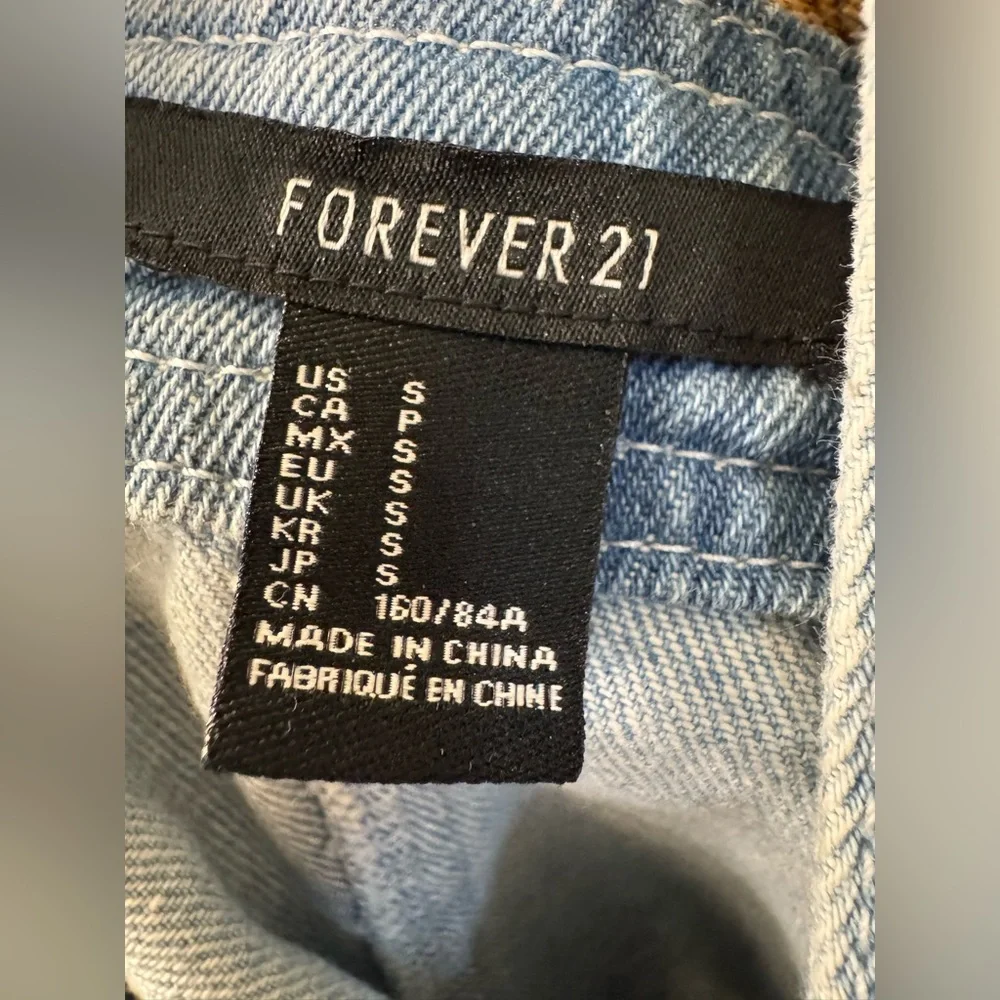 FOREVER 21
US S
CA P
MX S
EU S
UK S
KR S
JP S
CN 160/84A
MADE IN CHINA
FABRIQUÉ EN CHINE